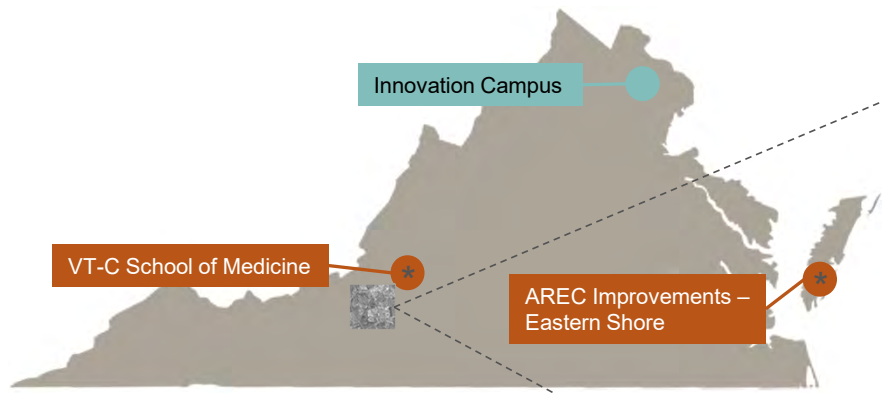 Innovation Campus
VT-C School of Medicine
*
AREC Improvements –
Eastern Shore
*